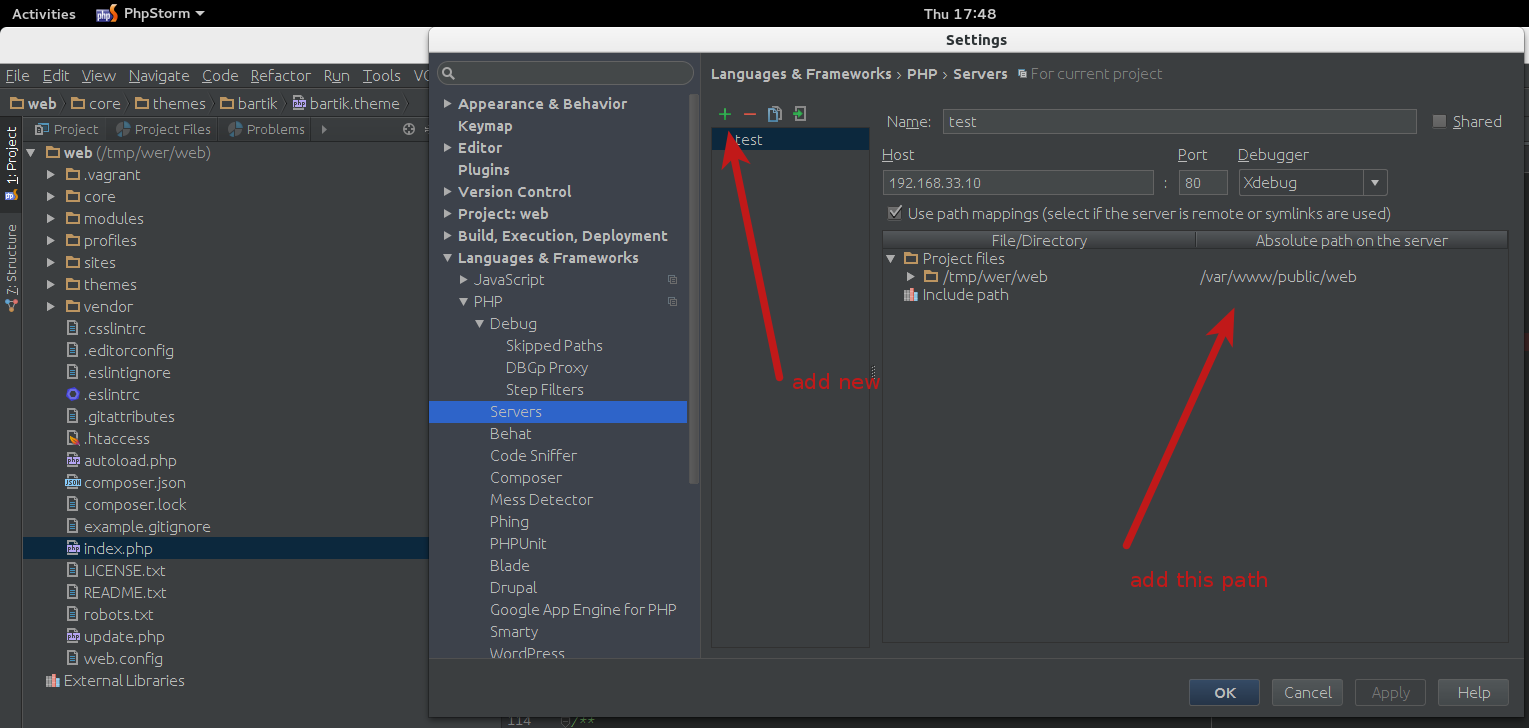 Activities PhpStorm Thu 17:48
Settings
File Edit View Navigate Code Refactor Run Tools
web core themes bartik bartik.theme
Project Project Files Problems
1: Project
Z: Structure
web (/tmp/wer/web)
.vagrant
core
modules
profiles
sites
themes
vendor
.csslintrc
.editorconfig
.eslintignore
.eslintrc
.gitattributes
.htaccess
autoload.php
composer.json
composer.lock
example.gitignore
index.php
LICENSE.txt
README.txt
robots.txt
update.php
web.config
External Libraries
Appearance & Behavior
Keymap
Editor
Plugins
Version Control
Project: web
Build, Execution, Deployment
Languages & Frameworks
JavaScript
PHP
Debug
Skipped Paths
DBGp Proxy
Step Filters
Servers
Behat
Code Sniffer
Composer
Mess Detector
Phing
PHPUnit
Blade
Drupal
Google App Engine for PHP
Smarty
WordPress
Languages & Frameworks › PHP › Servers For current project
test
add new
Name: test Shared
Host Port Debugger
192.168.33.10 : 80 Xdebug
Use path mappings (select if the server is remote or symlinks are used)
File/Directory Absolute path on the server
Project files
/tmp/wer/web /var/www/public/web
Include path
add this path
OK Cancel Apply Help
114 /**